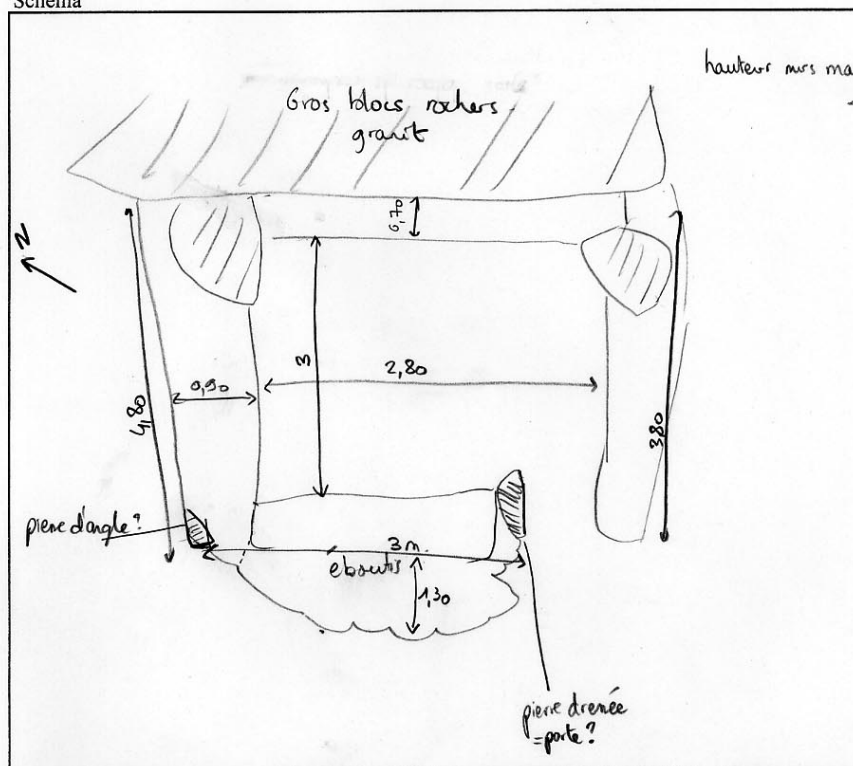 Schéma
hauteur murs ma
Gros blocs rochers
granit
0,70
N
3
2,80
0,90
4,80
3,80
pierre d'angle?
3m.
eboulis
1,30
pierre dressée
=porte?